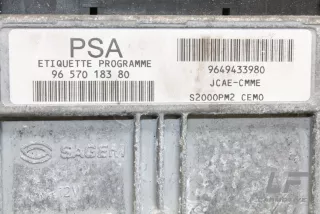 PSA
ETIQUETTE PROGRAMME
96 570 183 80
9649433980
JCAE-CMME
S2000PM2 CEMO
SAGEM